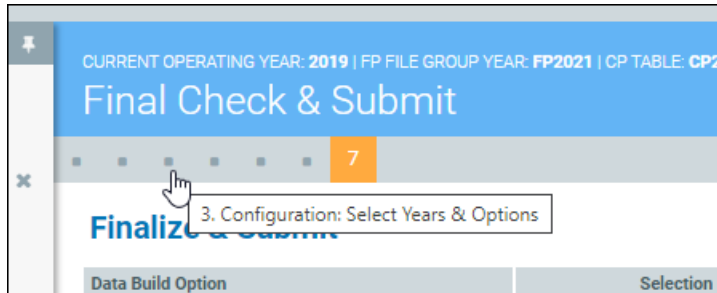 CURRENT OPERATING YEAR: 2019 | FP FILE GROUP YEAR: FP2021 | CP TABLE: CP2
Final Check & Submit
7
3. Configuration: Select Years & Options
Finalize & Submit
Data Build Option Selection